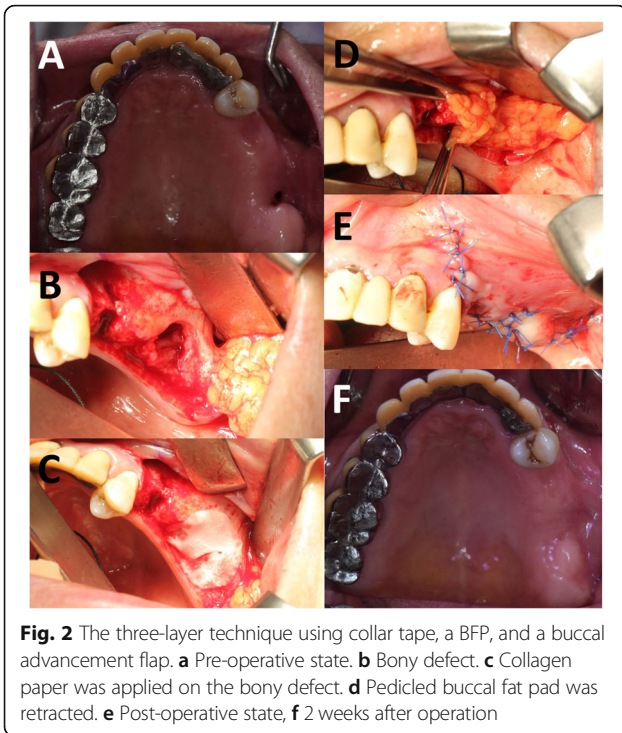 A
D
B
E
C
F
Fig. 2 The three-layer technique using collar tape, a BFP, and a buccal
advancement flap. a Pre-operative state. b Bony defect. c Collagen
paper was applied on the bony defect. d Pedicled buccal fat pad was
retracted. e Post-operative state, f 2 weeks after operation